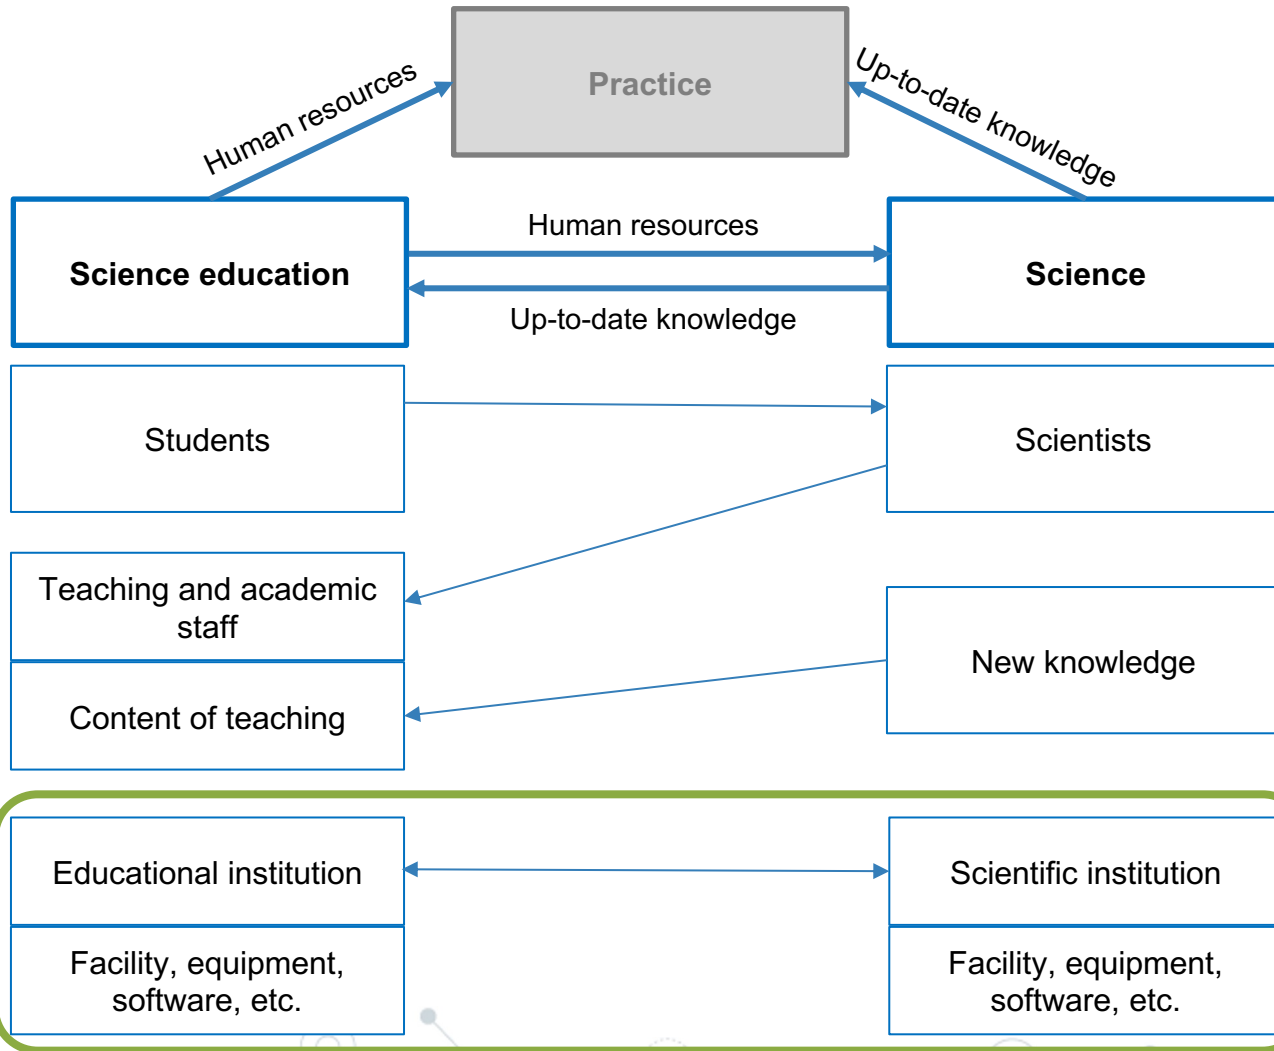 Practice
Human resources
Up-to-date knowledge
Science education
Human resources
Up-to-date knowledge
Science
Students
Scientists
Teaching and academic
staff
New knowledge
Content of teaching
Educational institution
Scientific institution
Facility, equipment,
software, etc.
Facility, equipment,
software, etc.